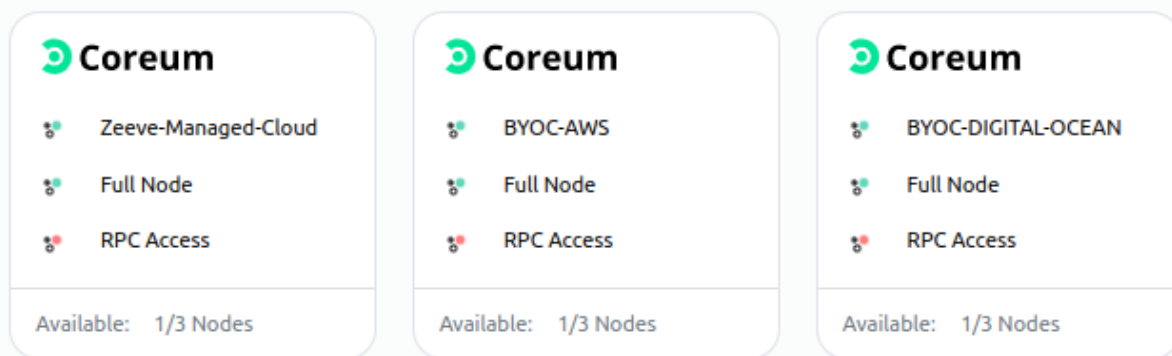 Coreum
Zeeve-Managed-Cloud
Full Node
RPC Access
Available: 1/3 Nodes
Coreum
BYOC-AWS
Full Node
RPC Access
Available: 1/3 Nodes
Coreum
BYOC-DIGITAL-OCEAN
Full Node
RPC Access
Available: 1/3 Nodes